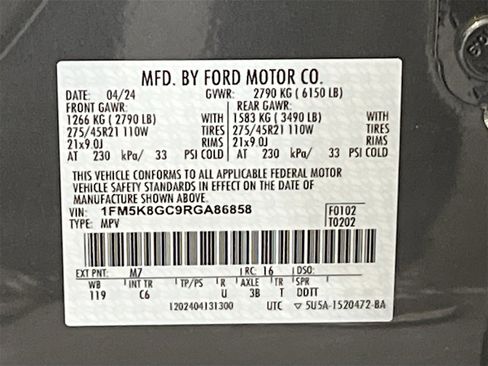 MFD. BY FORD MOTOR CO.
DATE: 04/24 GVWR: 2790 KG ( 6150 LB)
FRONT GAWR: REAR GAWR:
1266 KG ( 2790 LB) WITH 1583 KG ( 3490 LB) WITH
275/45R21 110W TIRES 275/45R21 110W TIRES
21x9.0J RIMS 21x9.0J RIMS
AT 230 kPa/ 33 PSI COLD AT 230 kPa/ 33 PSI COLD
THIS VEHICLE CONFORMS TO ALL APPLICABLE FEDERAL MOTOR
VEHICLE SAFETY STANDARDS IN EFFECT ON THE DATE OF
MANUFACTURE SHOWN ABOVE.
VIN: 1FM5K8GC9RGA86858 F0102
TYPE: MPV T0202
EXT PNT: M7 RC: 16 DSO:
WB INT TR TP/PS R AXLE TR SPR
119 C6 U 3B T DDTT
120240413​1300 UTC ▽ 5U5A-1520472-BA